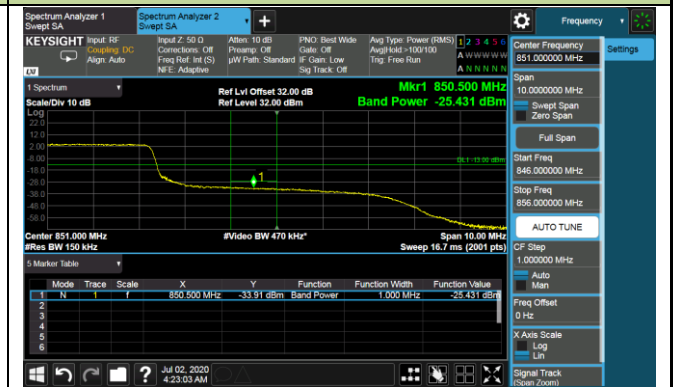 Spectrum Analyzer 1
Swept SA
Spectrum Analyzer 2
Swept SA
Frequency
KEYSIGHT
Input: RF
Coupling: DC
Align: Auto
Input Z: 50 Ω
Corrections: Off
Freq Ref: Int (S)
NFE: Adaptive
Atten: 10 dB
Preamp: Off
µW Path: Standard
PNO: Best Wide
Gate: Off
IF Gain: Low
Sig Track: Off
Avg Type: Power (RMS)
Avg|Hold:>100/100
Trig: Free Run
1 2 3 4 5 6
A W W W W W
A N N N N N
LXI
1 Spectrum
Scale/Div 10 dB
Ref Lvl Offset 32.00 dB
Ref Level 32.00 dBm
Mkr1 850.500 MHz
Band Power -25.431 dBm
Log
22.0
12.0
2.00
-8.00
-18.0
-28.0
-38.0
-48.0
-58.0
DL1 -13.00 dBm
1
Center 851.000 MHz
#Res BW 150 kHz
#Video BW 470 kHz*
Span 10.00 MHz
Sweep 16.7 ms (2001 pts)
5 Marker Table
Mode Trace Scale X Y Function Function Width Function Value
1 N 1 f 850.500 MHz -33.91 dBm Band Power 1.000 MHz -25.431 dBm
2
3
4
5
6
Jul 02, 2020
4:23:03 AM
Settings
Center Frequency
851.000000 MHz
Span
10.0000000 MHz
Swept Span
Zero Span
Full Span
Start Freq
846.000000 MHz
Stop Freq
856.000000 MHz
AUTO TUNE
CF Step
1.000000 MHz
Auto
Man
Freq Offset
0 Hz
X Axis Scale
Log
Lin
Signal Track
(Span Zoom)